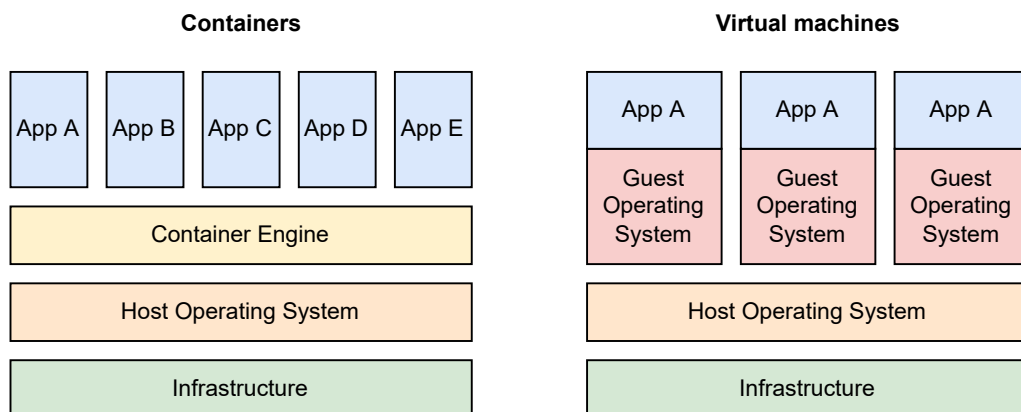 Containers
Virtual machines
App A
App B
App C
App D
App E
Container Engine
Host Operating System
Infrastructure
App A
Guest
Operating
System
App A
Guest
Operating
System
App A
Guest
Operating
System
Host Operating System
Infrastructure